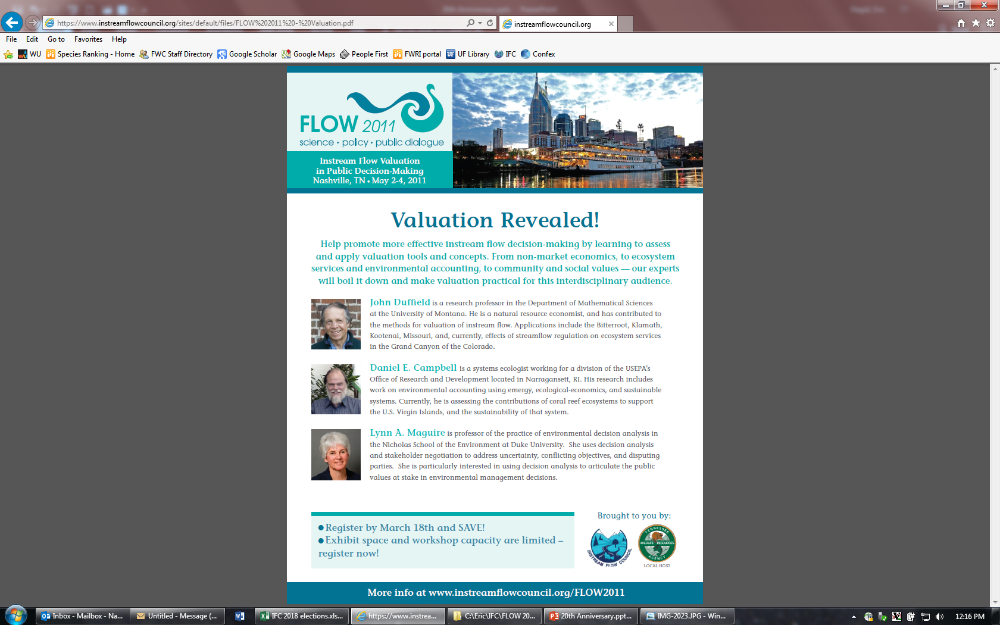 https://www.instreamflowcouncil.org/sites/default/files/FLOW%202011%20-%20Valuation.pdf
instreamflowcouncil.org
File Edit Go to Favorites Help
WU Species Ranking - Home FWC Staff Directory Google Scholar Google Maps People First FWRI portal UF Library IFC Confex
FLOW 2011
science • policy • public dialogue
Instream Flow Valuation
in Public Decision-Making
Nashville, TN • May 2-4, 2011
Valuation Revealed!
Help promote more effective instream flow decision-making by learning to assess
and apply valuation tools and concepts. From non-market economics, to ecosystem
services and environmental accounting, to community and social values — our experts
will boil it down and make valuation practical for this interdisciplinary audience.
John Duffield is a research professor in the Department of Mathematical Sciences
at the University of Montana. He is a natural resource economist, and has contributed to
the methods for valuation of instream flow. Applications include the Bitterroot, Klamath,
Kootenai, Missouri, and, currently, effects of streamflow regulation on ecosystem services
in the Grand Canyon of the Colorado.
Daniel E. Campbell is a systems ecologist working for a division of the USEPA's
Office of Research and Development located in Narragansett, RI. His research includes
work on environmental accounting using emergy, ecological-economics, and sustainable
systems. Currently, he is assessing the contributions of coral reef ecosystems to support
the U.S. Virgin Islands, and the sustainability of that system.
Lynn A. Maguire is professor of the practice of environmental decision analysis in
the Nicholas School of the Environment at Duke University. She uses decision analysis
and stakeholder negotiation to address uncertainty, conflicting objectives, and disputing
parties. She is particularly interested in using decision analysis to articulate the public
values at stake in environmental management decisions.
• Register by March 18th and SAVE!
• Exhibit space and workshop capacity are limited –
register now!
Brought to you by:
INSTREAM FLOW COUNCIL
TENNESSEE
WILDLIFE RESOURCES
AGENCY
LOCAL HOST
More info at www.instreamflowcouncil.org/FLOW2011
Inbox - Mailbox - Na... Untitled - Message (... IFC 2018 elections.xls... https://www.instrea... C:\Eric\IFC\FLOW 20... 20th Anniversary.ppt... IMG-2023.JPG - Win... 12:16 PM